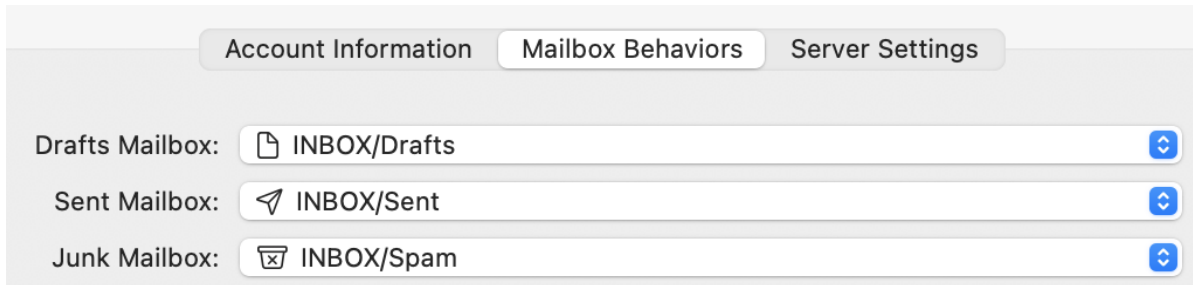 Account Information Mailbox Behaviors Server Settings
Drafts Mailbox: INBOX/Drafts
Sent Mailbox: INBOX/Sent
Junk Mailbox: INBOX/Spam